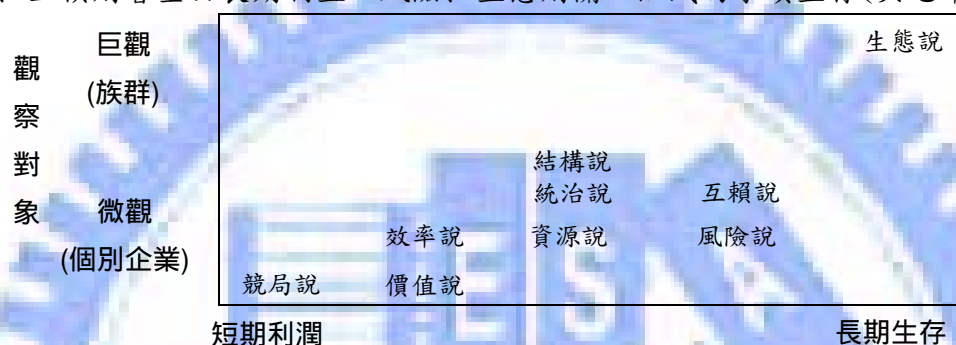 巨觀
(族群)
觀
察
對
象
微觀
(個別企業)
生態說
結構說
統治說
互賴說
效率說
資源說
風險說
競局說
價值說
短期利潤
長期生存